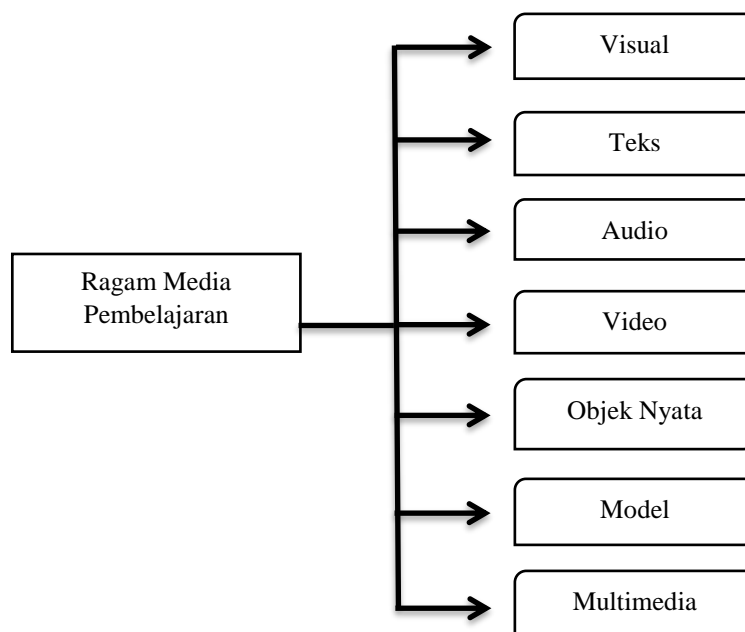 Visual
Teks
Audio
Ragam Media
Pembelajaran
Video
Objek Nyata
Model
Multimedia